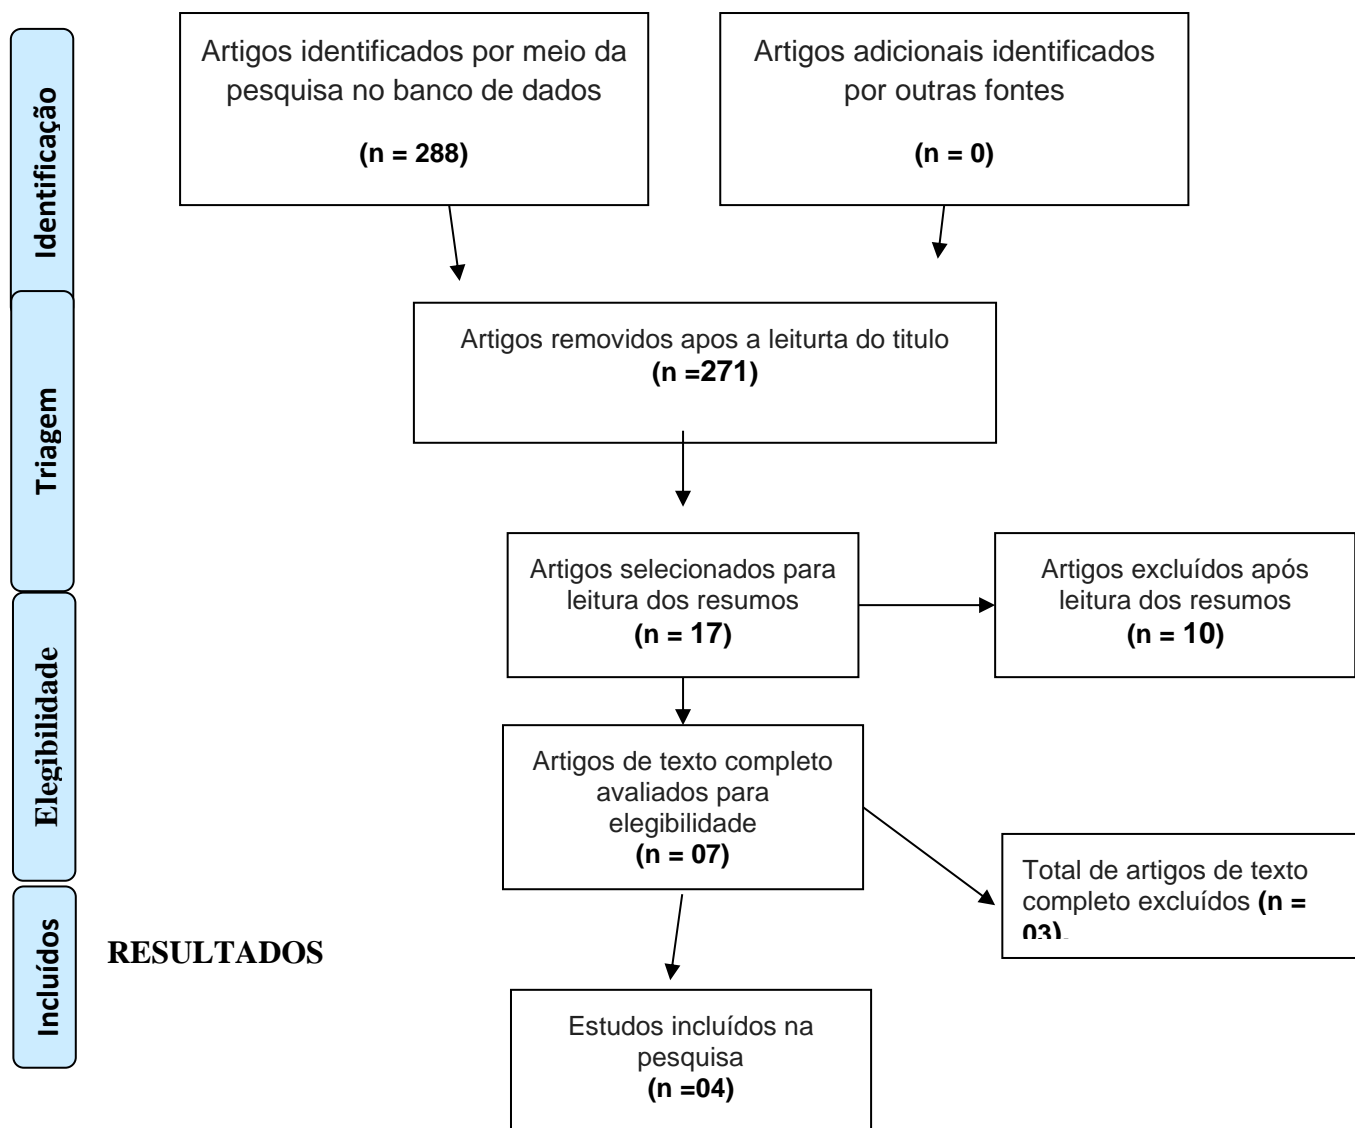 Identificação
Artigos identificados por meio da
pesquisa no banco de dados
(n = 288)
Artigos adicionais identificados
por outras fontes
(n = 0)
Triagem
Artigos removidos apos a leiturta do titulo
(n =271)
Artigos selecionados para
leitura dos resumos
(n = 17)
Artigos excluídos após
leitura dos resumos
(n = 10)
Elegibilidade
Artigos de texto completo
avaliados para
elegibilidade
(n = 07)
Total de artigos de texto
completo excluídos (n =
03).
Incluídos
RESULTADOS
Estudos incluídos na
pesquisa
(n =04)